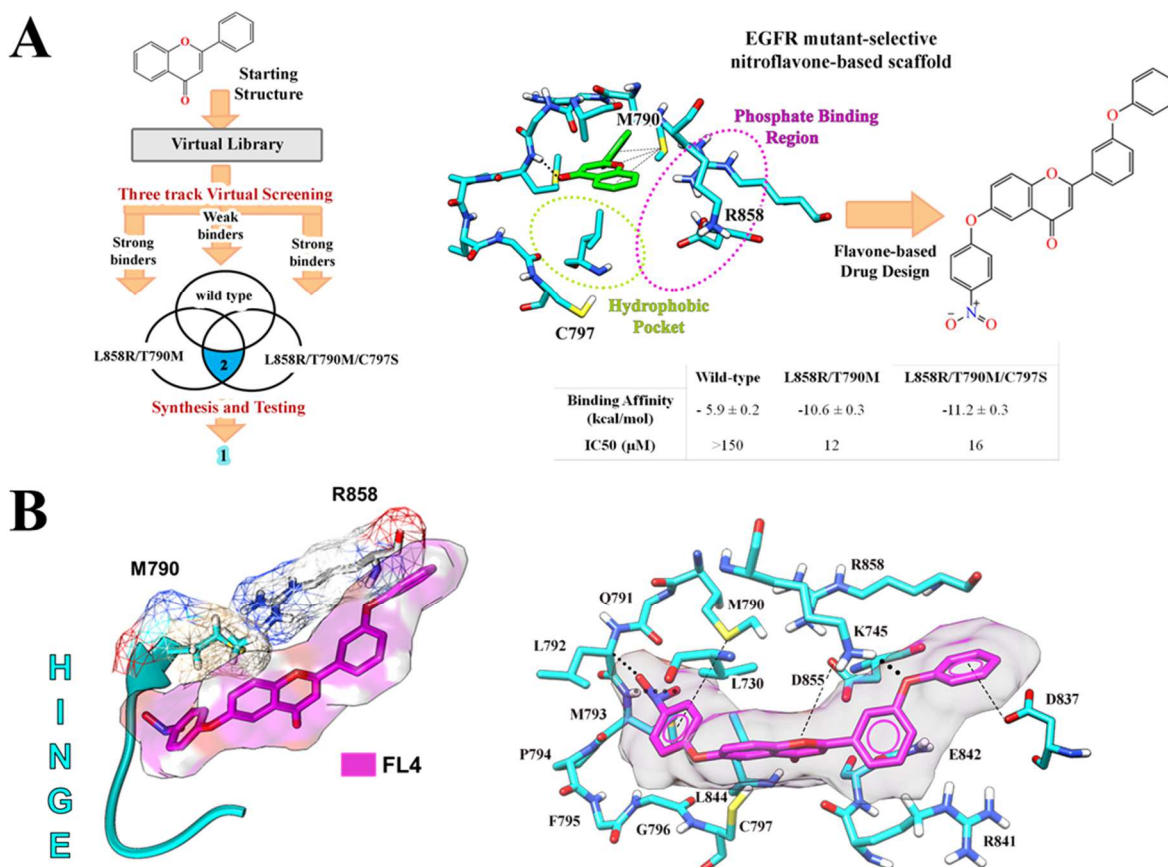 A
O
O
Starting
Structure
Virtual Library
Three track Virtual Screening
Strong
binders
Weak
binders
Strong
binders
wild type
L858R/T790M
2
L858R/T790M/C797S
Synthesis and Testing
1
EGFR mutant-selective
nitroflavone-based scaffold
M790
Phosphate Binding
Region
R858
Hydrophobic
Pocket
C797
Flavone-based
Drug Design
O
O
O
O
N+
-O
O
Wild-type L858R/T790M L858R/T790M/C797S
Binding Affinity
(kcal/mol) - 5.9 ± 0.2 -10.6 ± 0.3 -11.2 ± 0.3
IC50 (µM) >150 12 16
B
R858
M790
HINGE
FL4
R858
Q791
M790
L792
K745
L730
D855
D837
M793
P794
E842
L844
F795
G796
C797
R841